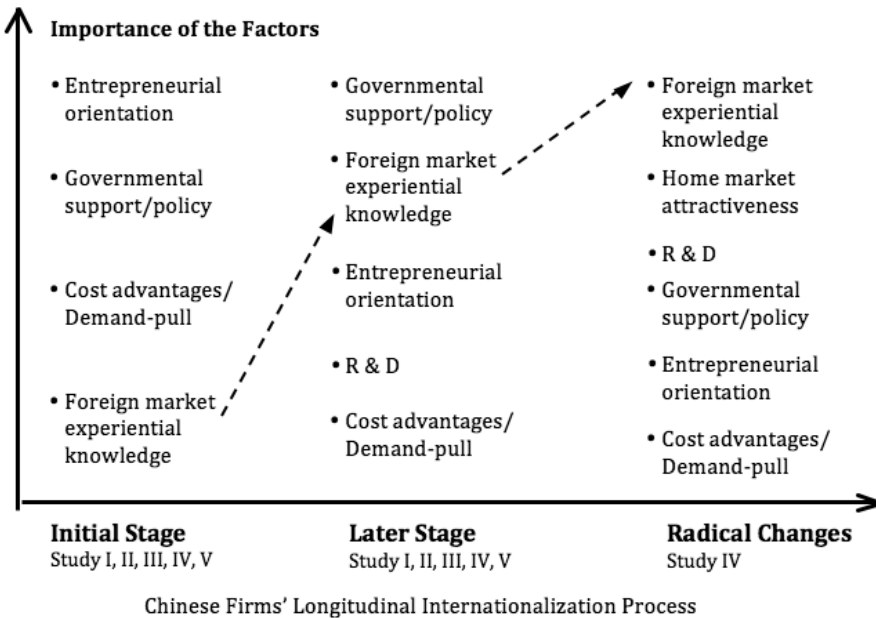 Importance of the Factors
• Entrepreneurial
orientation
• Governmental
support/policy
• Cost advantages/
Demand-pull
• Foreign market
experiential
knowledge
• Governmental
support/policy
• Foreign market
experiential
knowledge
• Entrepreneurial
orientation
• R & D
• Cost advantages/
Demand-pull
• Foreign market
experiential
knowledge
• Home market
attractiveness
• R & D
• Governmental
support/policy
• Entrepreneurial
orientation
• Cost advantages/
Demand-pull
Initial Stage
Study I, II, III, IV, V
Later Stage
Study I, II, III, IV, V
Radical Changes
Study IV
Chinese Firms’ Longitudinal Internationalization Process